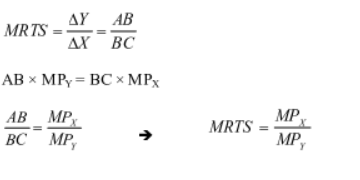 MRTS = ΔY/ΔX = AB/BC
AB × MP_Y = BC × MP_X
AB/BC = MP_X/MP_Y ➔ MRTS = MP_X/MP_Y